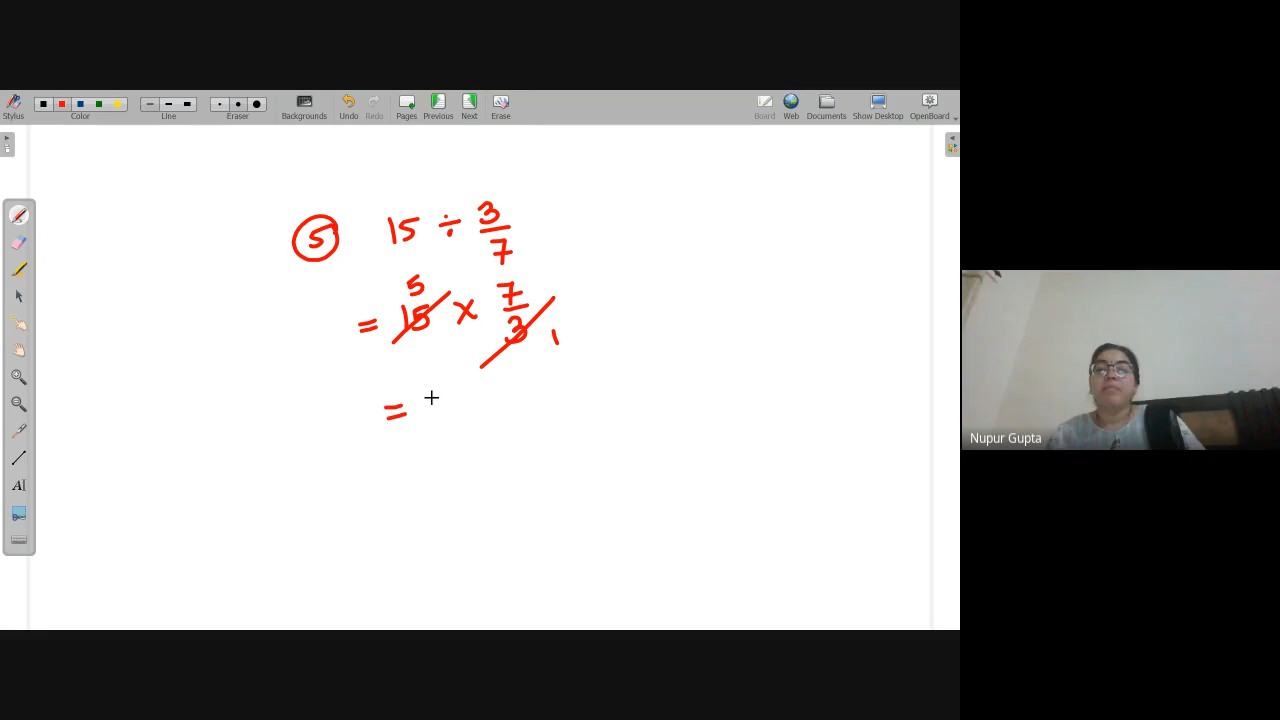 Stylus Color Line Eraser Backgrounds Undo Redo Pages Previous Next Erase Board Web Documents Show Desktop OpenBoard
⑤ 15 ÷ 3/7
5
= 15 × 7/3 1
=
Nupur Gupta